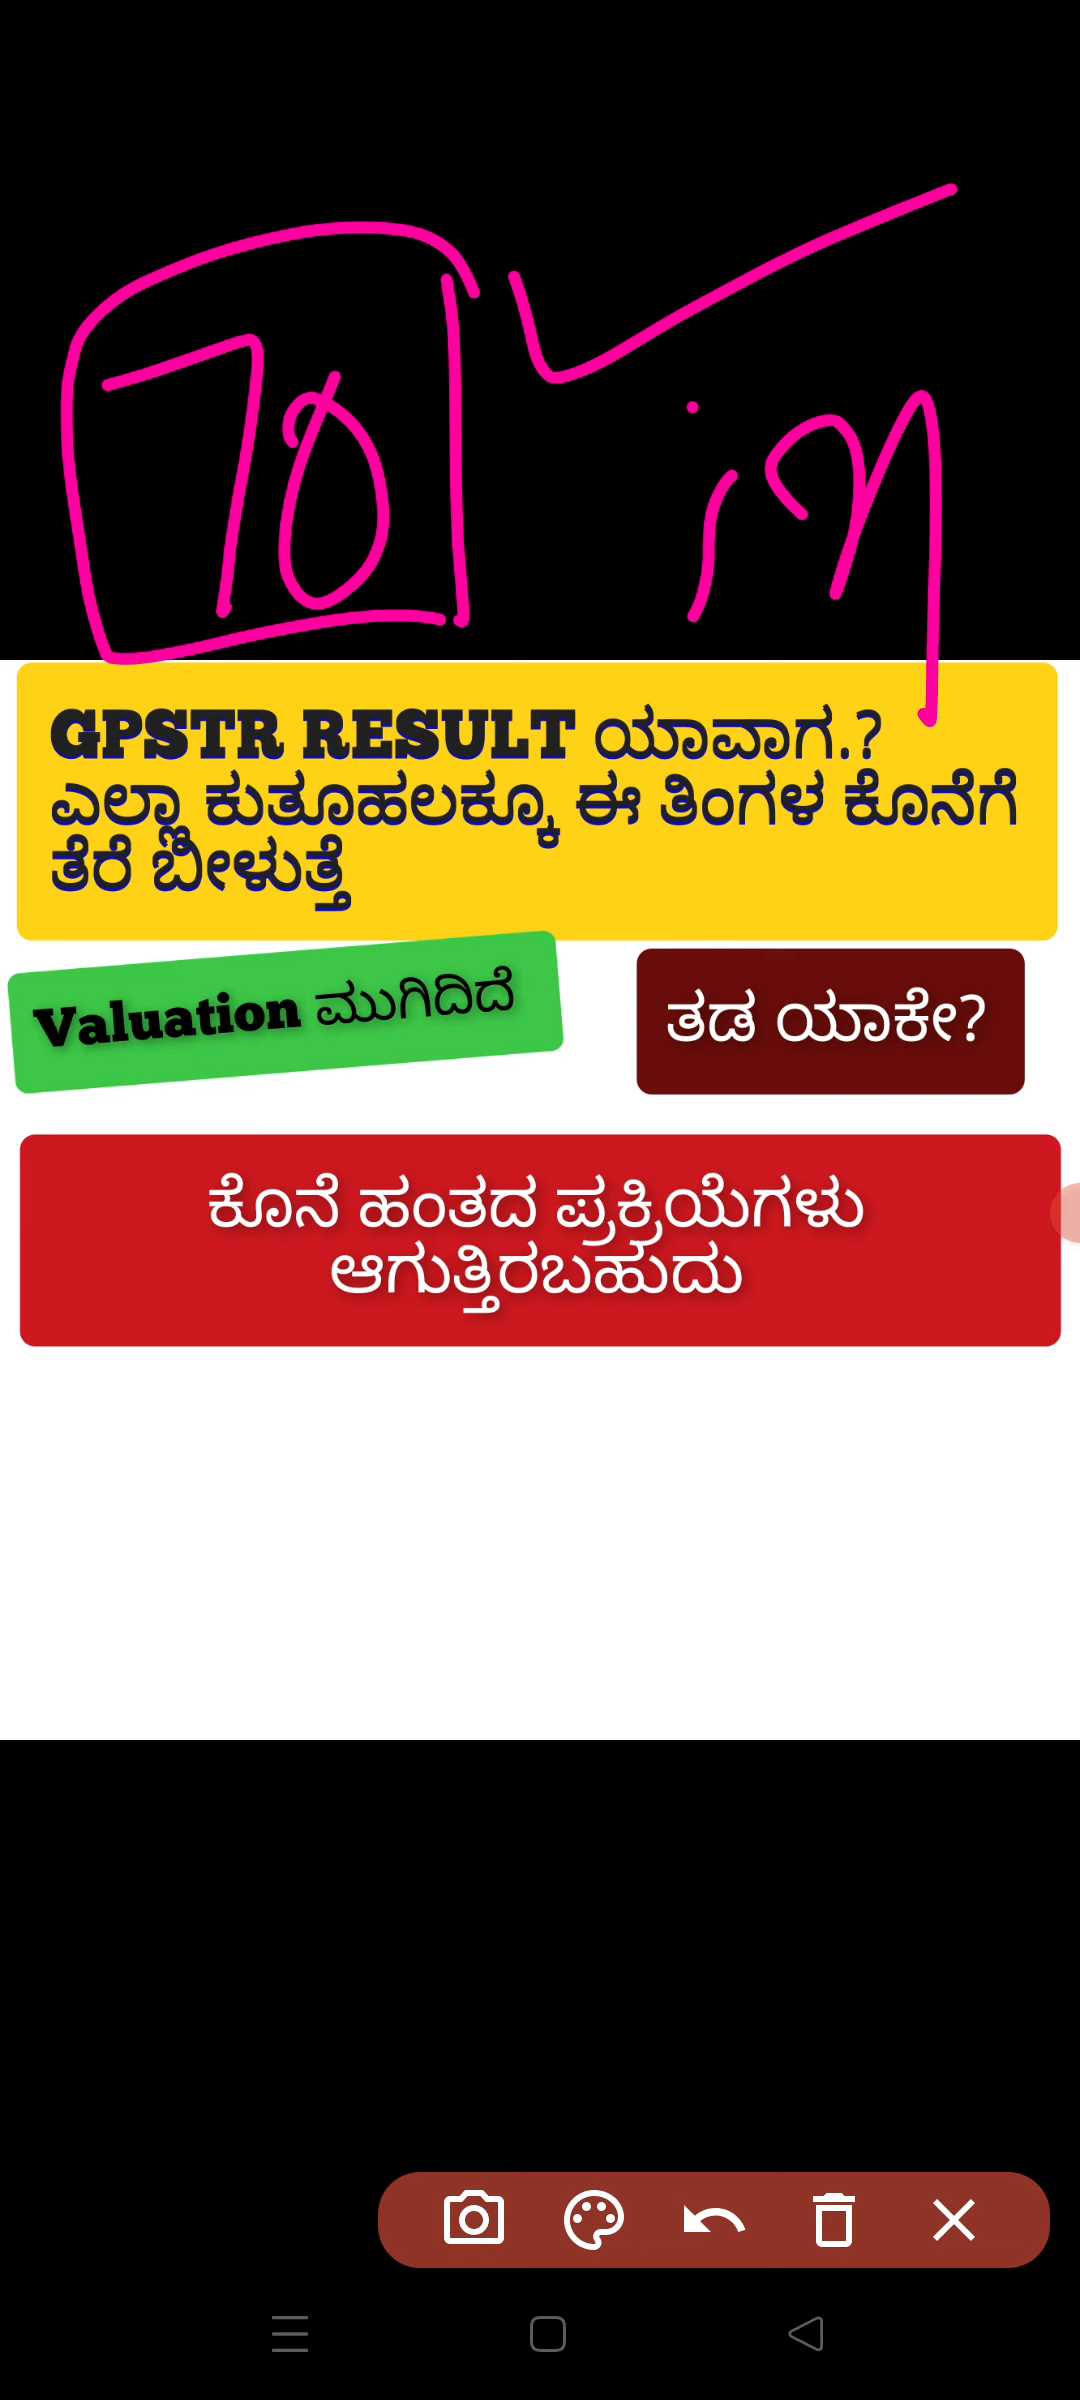 70
GPSTR RESULT ಯಾವಾಗ.?
ಎಲ್ಲಾ ಕುತೂಹಲಕ್ಕೂ ಈ ತಿಂಗಳ ಕೊನೆಗೆ
ತೆರೆ ಬೀಳುತ್ತೆ
Valuation ಮುಗಿದಿದೆ
ತಡ ಯಾಕೇ?
ಕೊನೆ ಹಂತದ ಪ್ರಕ್ರಿಯೆಗಳು
ಆಗುತ್ತಿರಬಹುದು